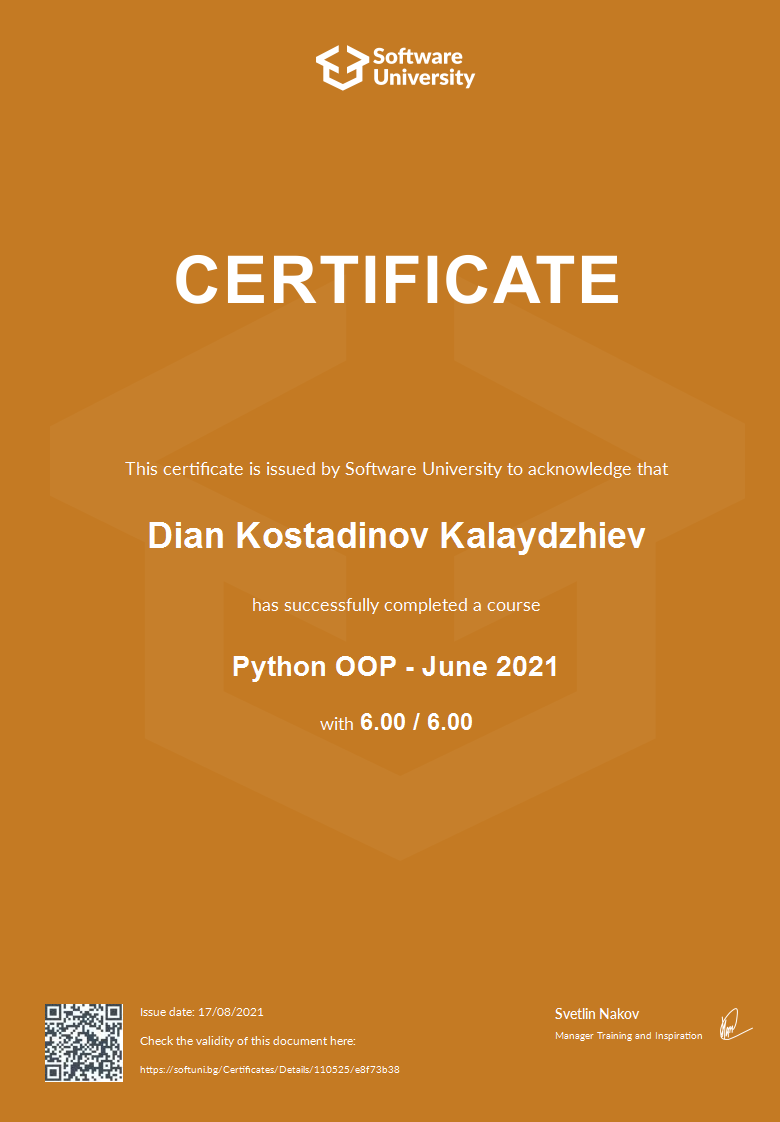 Software
University
CERTIFICATE
This certificate is issued by Software University to acknowledge that
Dian Kostadinov Kalaydzhiev
has successfully completed a course
Python OOP - June 2021
with 6.00 / 6.00
Issue date: 17/08/2021
Check the validity of this document here:
https://softuni.bg/Certificates/Details/110525/e8f73b38
Svetlin Nakov
Manager Training and Inspiration